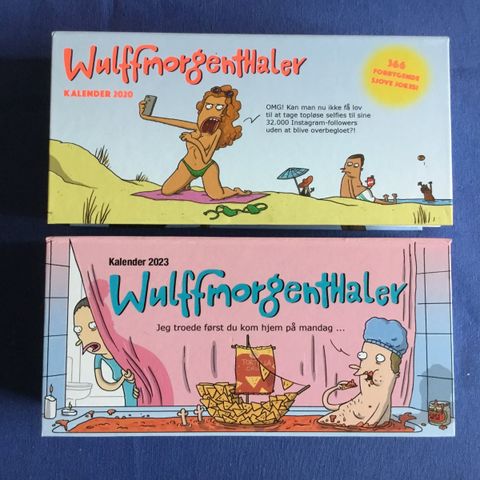 Wulffmorgenthaler
KALENDER 2020
366
FORRYGENDE
SJOVE JOKES!
OMG! Kan man nu ikke få lov
til at tage topløse selfies til sine
32.000 Instagram-followers
uden at blive overbegloet?!
Kalender 2023
Wulffmorgenthaler
Jeg troede først du kom hjem på mandag ...